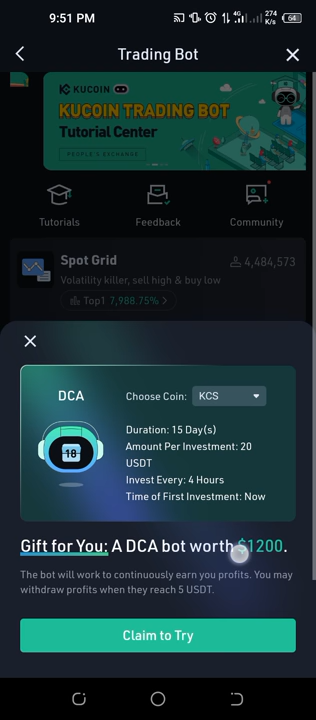 9:51 PM
4G
274
K/s
64
Trading Bot
KUCOIN
KUCOIN TRADING BOT
Tutorial Center
PEOPLE'S EXCHANGE
Tutorials
Feedback
Community
Spot Grid
4,484,573
Volatility killer, sell high & buy low
Top1 7,988.75%
DCA
Choose Coin: KCS
18
Duration: 15 Day(s)
Amount Per Investment: 20
USDT
Invest Every: 4 Hours
Time of First Investment: Now
Gift for You: A DCA bot worth $1200.
The bot will work to continuously earn you profits. You may
withdraw profits when they reach 5 USDT.
Claim to Try